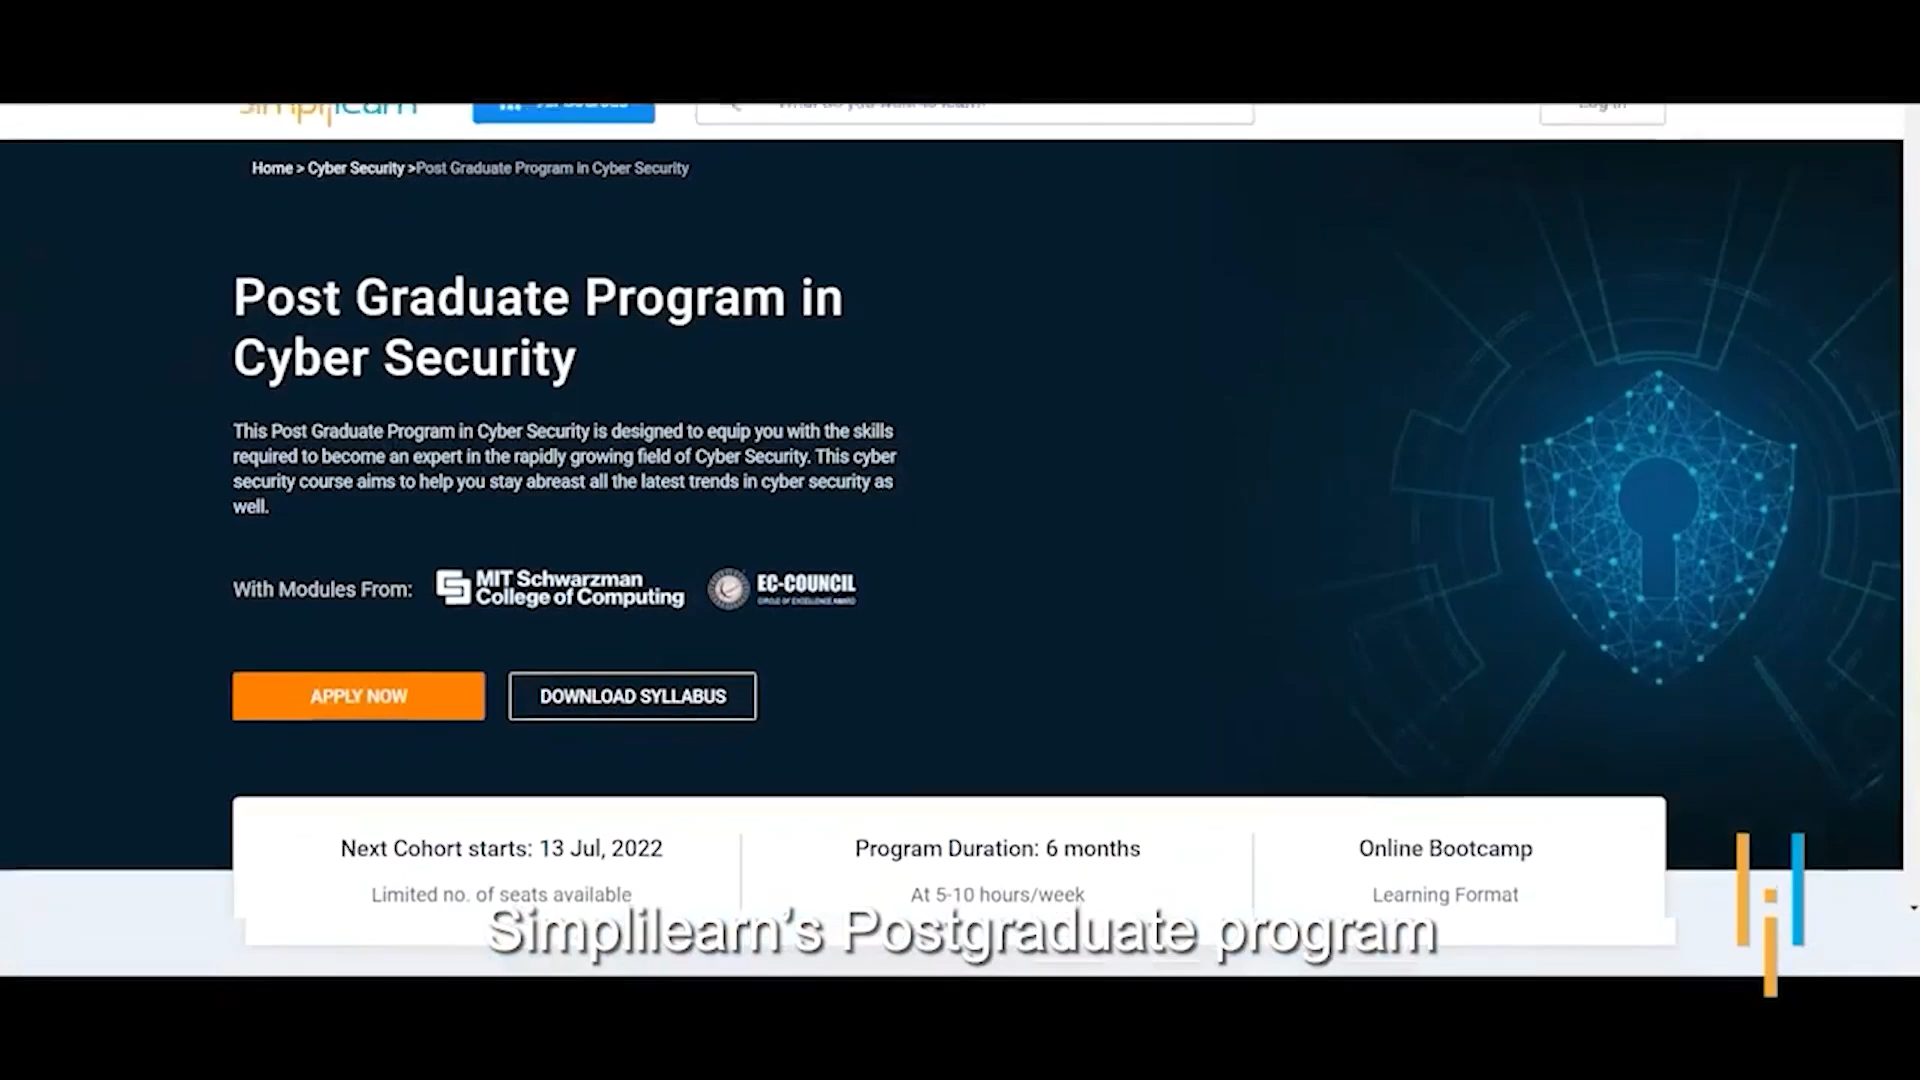 simplilearn
Home > Cyber Security >Post Graduate Program in Cyber Security
Post Graduate Program in
Cyber Security
This Post Graduate Program in Cyber Security is designed to equip you with the skills
required to become an expert in the rapidly growing field of Cyber Security. This cyber
security course aims to help you stay abreast all the latest trends in cyber security as
well.
With Modules From:
MIT Schwarzman
College of Computing
EC-COUNCIL
APPLY NOW
DOWNLOAD SYLLABUS
Next Cohort starts: 13 Jul, 2022
Limited no. of seats available
Program Duration: 6 months
At 5-10 hours/week
Online Bootcamp
Learning Format
Simplilearn's Postgraduate program